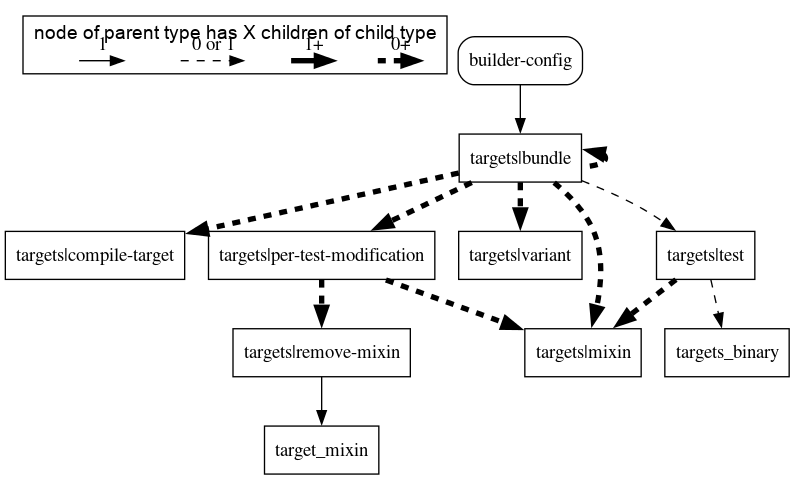 node of parent type has X children of child type
1
0 or 1
1+
0+
builder-config
targets|bundle
targets|compile-target
targets|per-test-modification
targets|variant
targets|test
targets|remove-mixin
targets|mixin
targets_binary
target_mixin